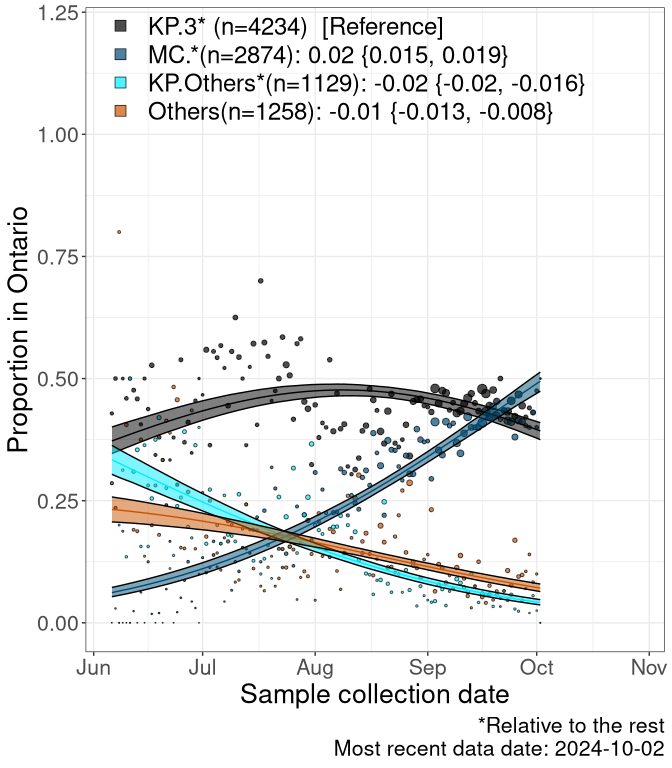 KP.3* (n=4234)  [Reference]
MC.*(n=2874): 0.02 {0.015, 0.019}
KP.Others*(n=1129): -0.02 {-0.02, -0.016}
Others(n=1258): -0.01 {-0.013, -0.008}
Proportion in Ontario
1.25
1.00
0.75
0.50
0.25
0.00
Jun Jul Aug Sep Oct Nov
Sample collection date
*Relative to the rest
Most recent data date: 2024-10-02